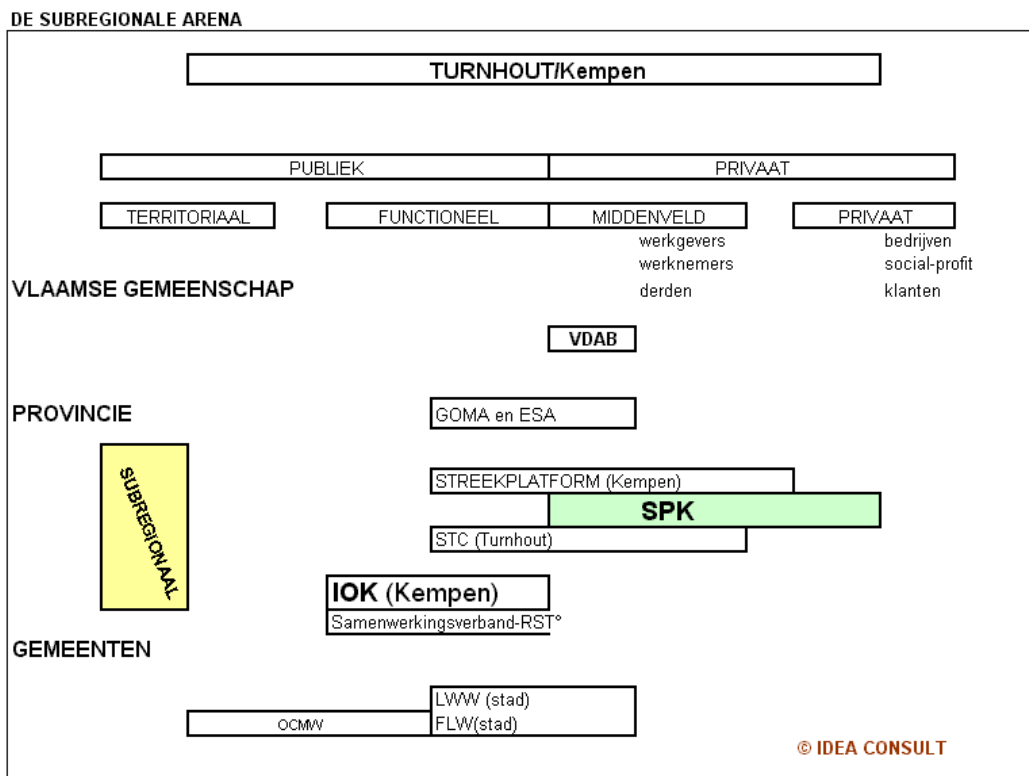 DE SUBREGIONALE ARENA
TURNHOUT/Kempen
PUBLIEK PRIVAAT
TERRITORIAAL FUNCTIONEEL MIDDENVELD PRIVAAT
werkgevers bedrijven
werknemers social-profit
VLAAMSE GEMEENSCHAP derden klanten
VDAB
PROVINCIE GOMA en ESA
SUBREGIONAAL
STREEKPLATFORM (Kempen)
SPK
STC (Turnhout)
IOK (Kempen)
Samenwerkingsverband-RST°
GEMEENTEN
LWW (stad)
OCMW FLW(stad)
© IDEA CONSULT